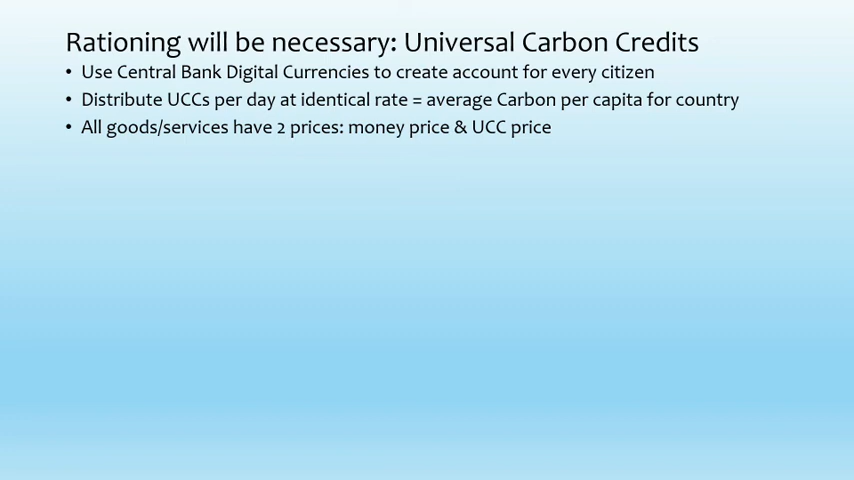 Rationing will be necessary: Universal Carbon Credits
• Use Central Bank Digital Currencies to create account for every citizen
• Distribute UCCs per day at identical rate = average Carbon per capita for country
• All goods/services have 2 prices: money price & UCC price